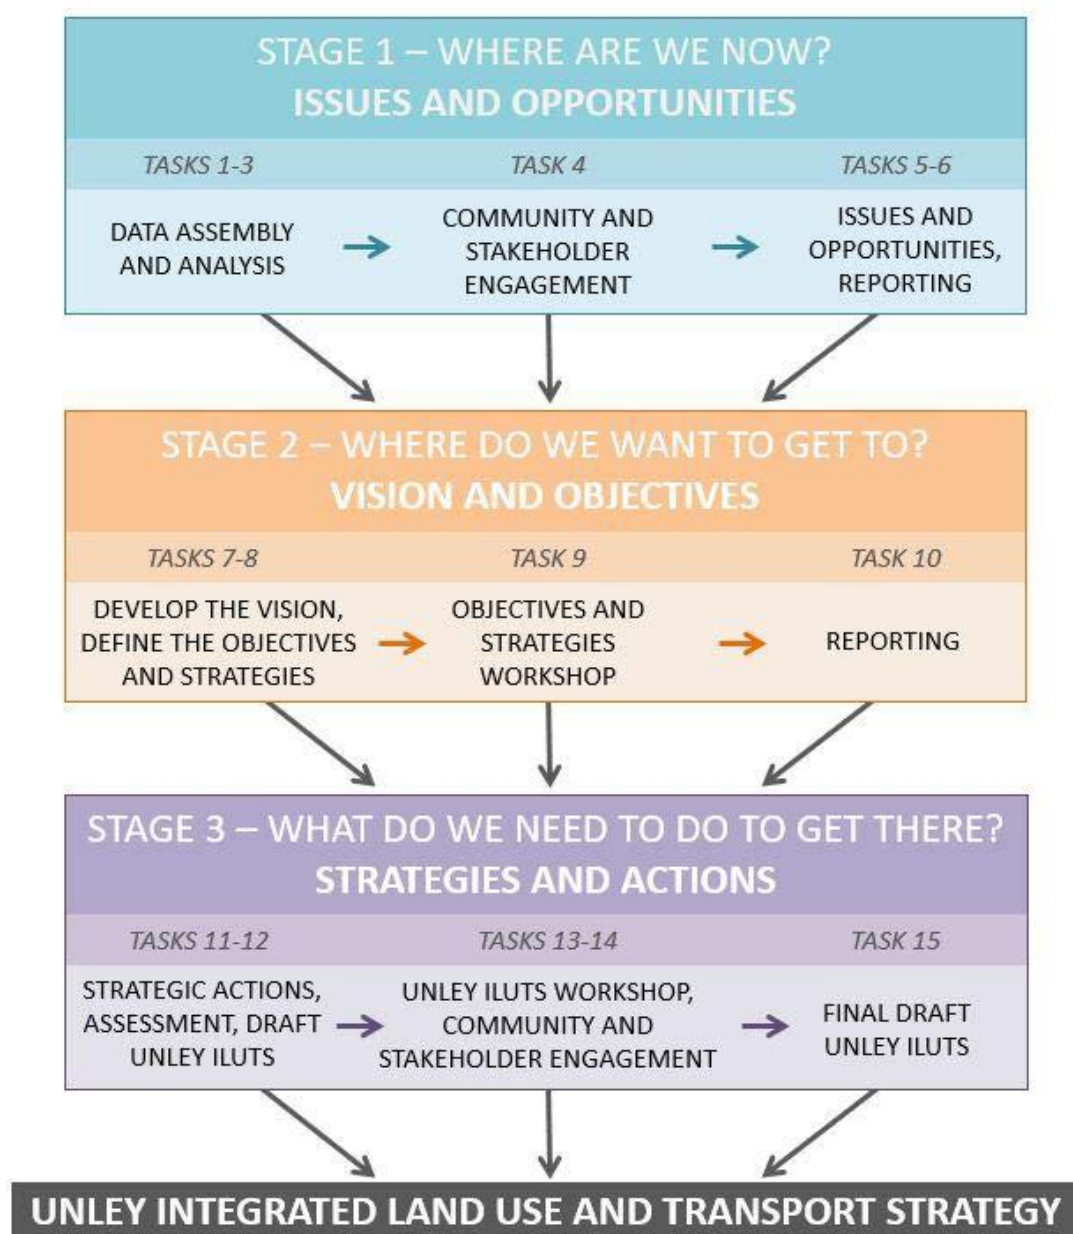 STAGE 1 – WHERE ARE WE NOW?
ISSUES AND OPPORTUNITIES
TASKS 1-3
TASK 4
TASKS 5-6
DATA ASSEMBLY
AND ANALYSIS
COMMUNITY AND
STAKEHOLDER
ENGAGEMENT
ISSUES AND
OPPORTUNITIES,
REPORTING
STAGE 2 – WHERE DO WE WANT TO GET TO?
VISION AND OBJECTIVES
TASKS 7-8
TASK 9
TASK 10
DEVELOP THE VISION,
DEFINE THE OBJECTIVES
AND STRATEGIES
OBJECTIVES AND
STRATEGIES
WORKSHOP
REPORTING
STAGE 3 – WHAT DO WE NEED TO DO TO GET THERE?
STRATEGIES AND ACTIONS
TASKS 11-12
TASKS 13-14
TASK 15
STRATEGIC ACTIONS,
ASSESSMENT, DRAFT
UNLEY ILUTS
UNLEY ILUTS WORKSHOP,
COMMUNITY AND
STAKEHOLDER ENGAGEMENT
FINAL DRAFT
UNLEY ILUTS
UNLEY INTEGRATED LAND USE AND TRANSPORT STRATEGY